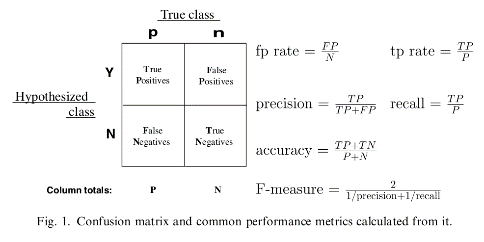 True class
p n
fp rate = FP/N tp rate = TP/P
Y True Positives False Positives
Hypothesized class
precision = TP/TP+FP recall = TP/P
N False Negatives True Negatives
accuracy = TP+TN/P+N
Column totals: P N
F-measure = 2/1/precision+1/recall
Fig. 1. Confusion matrix and common performance metrics calculated from it.